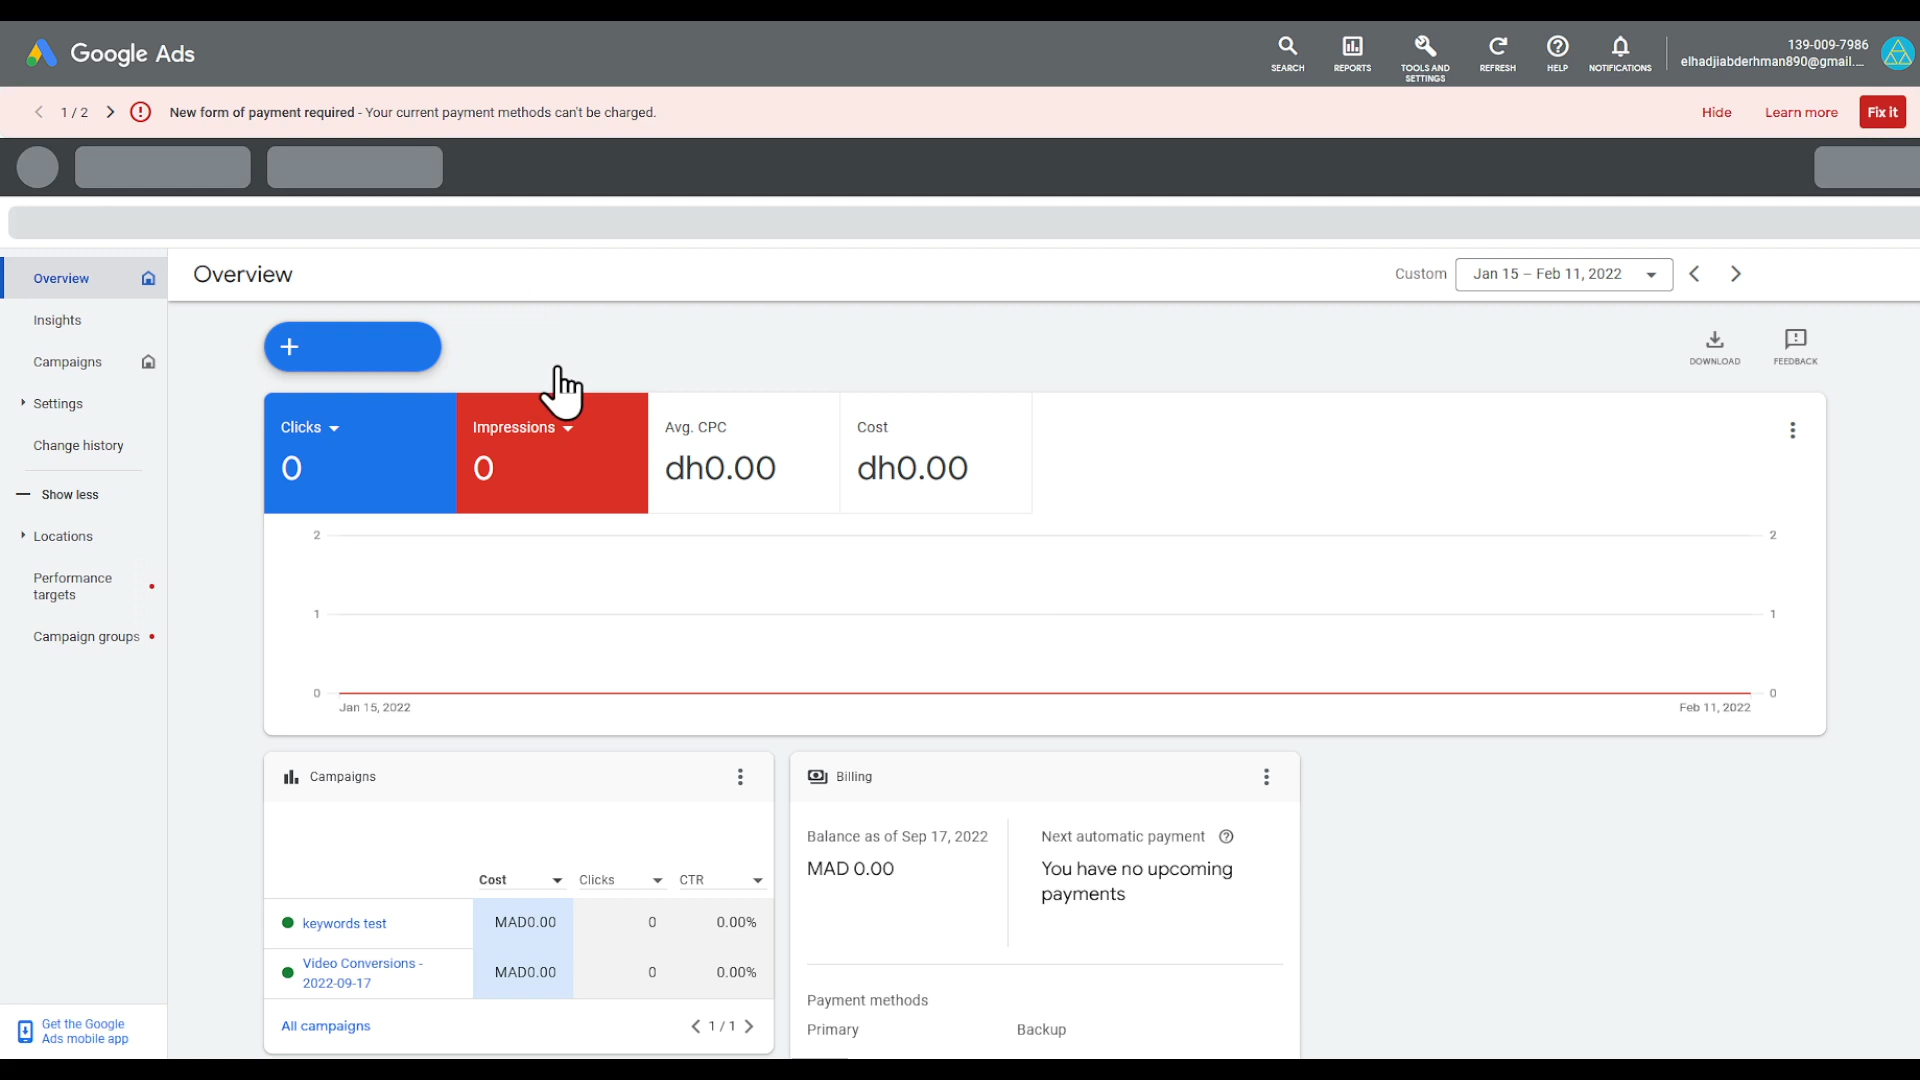 Google Ads
SEARCH
REPORTS
TOOLS AND
SETTINGS
REFRESH
HELP
NOTIFICATIONS
139-009-7986
elhadjiabderhman890@gmail....
1 / 2
New form of payment required - Your current payment methods can't be charged.
Hide
Learn more
Fix it
Overview
Insights
Campaigns
Settings
Change history
Show less
Locations
Performance
targets
Campaign groups
Get the Google
Ads mobile app
Overview
Custom
Jan 15 – Feb 11, 2022
DOWNLOAD
FEEDBACK
Clicks
0
Impressions
0
Avg. CPC
dh0.00
Cost
dh0.00
2
2
1
1
0
0
Jan 15, 2022
Feb 11, 2022
Campaigns
Cost Clicks CTR
keywords test MAD0.00 0 0.00%
Video Conversions -
2022-09-17 MAD0.00 0 0.00%
All campaigns
1 / 1
Billing
Balance as of Sep 17, 2022
MAD 0.00
Next automatic payment
You have no upcoming
payments
Payment methods
Primary
Backup